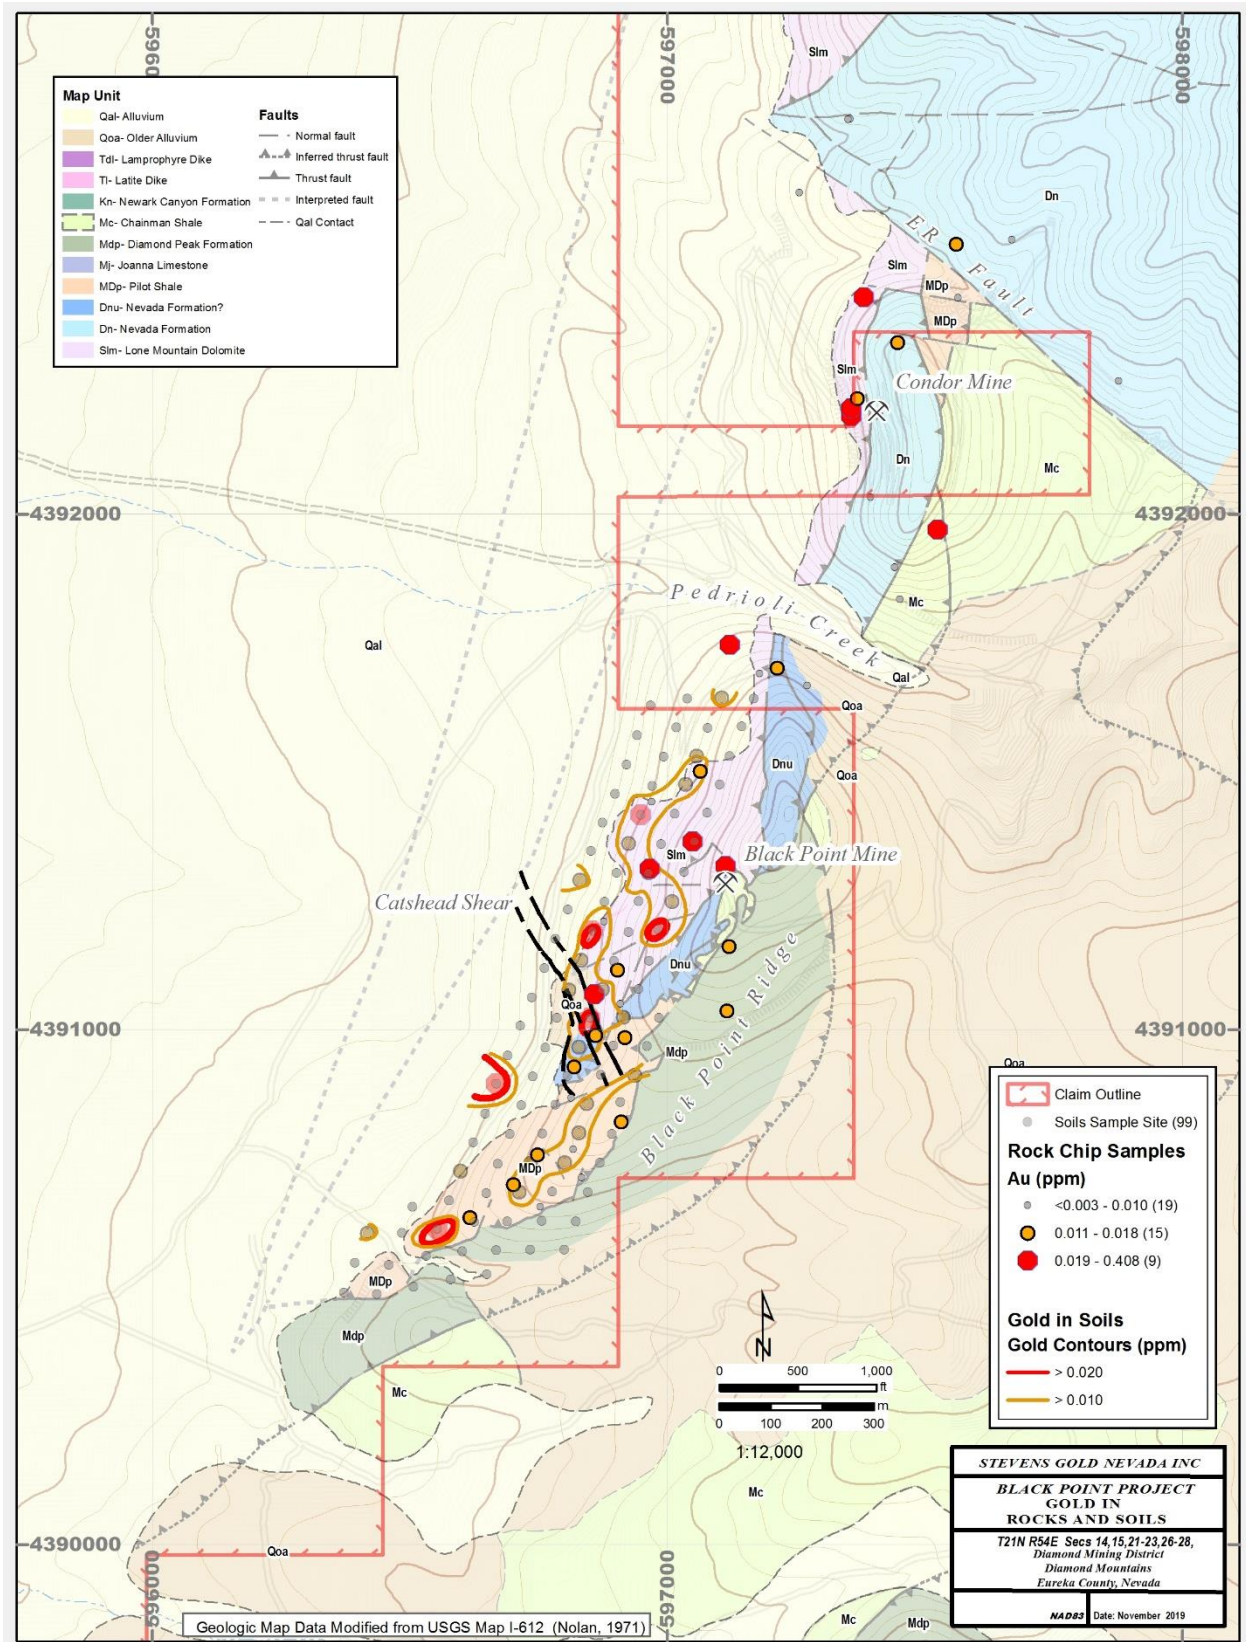 596000
597000
598000
Map Unit
Qal- Alluvium
Qoa- Older Alluvium
Tdl- Lamprophyre Dike
Tl- Latite Dike
Kn- Newark Canyon Formation
Mc- Chainman Shale
Mdp- Diamond Peak Formation
Mj- Joanna Limestone
MDp- Pilot Shale
Dnu- Nevada Formation?
Dn- Nevada Formation
Slm- Lone Mountain Dolomite
Faults
Normal fault
Inferred thrust fault
Thrust fault
Interpreted fault
Qal Contact
Slm
Dn
ER Fault
Slm
MDp
MDp
Slm
Condor Mine
Dn
Mc
4392000
4392000
Mc
Pedrioli Creek
Qal
Qal
Qoa
Dnu
Qoa
Slm
Black Point Mine
Catshead Shear
Dnu
Qoa
4391000
4391000
Mdp
Black Point Ridge
Qoa
MDp
MDp
Mdp
Mc
Claim Outline
Soils Sample Site (99)
Rock Chip Samples
Au (ppm)
<0.003 - 0.010 (19)
0.011 - 0.018 (15)
0.019 - 0.408 (9)
Gold in Soils
Gold Contours (ppm)
> 0.020
> 0.010
N
0 500 1,000
ft
m
0 100 200 300
1:12,000
Mc
4390000
4390000
Qoa
STEVENS GOLD NEVADA INC
BLACK POINT PROJECT
GOLD IN
ROCKS AND SOILS
T21N R54E Secs 14,15,21-23,26-28,
Diamond Mining District
Diamond Mountains
Eureka County, Nevada
NAD83 Date: November 2019
596000
597000
Mc
Mdp
Geologic Map Data Modified from USGS Map I-612 (Nolan, 1971)